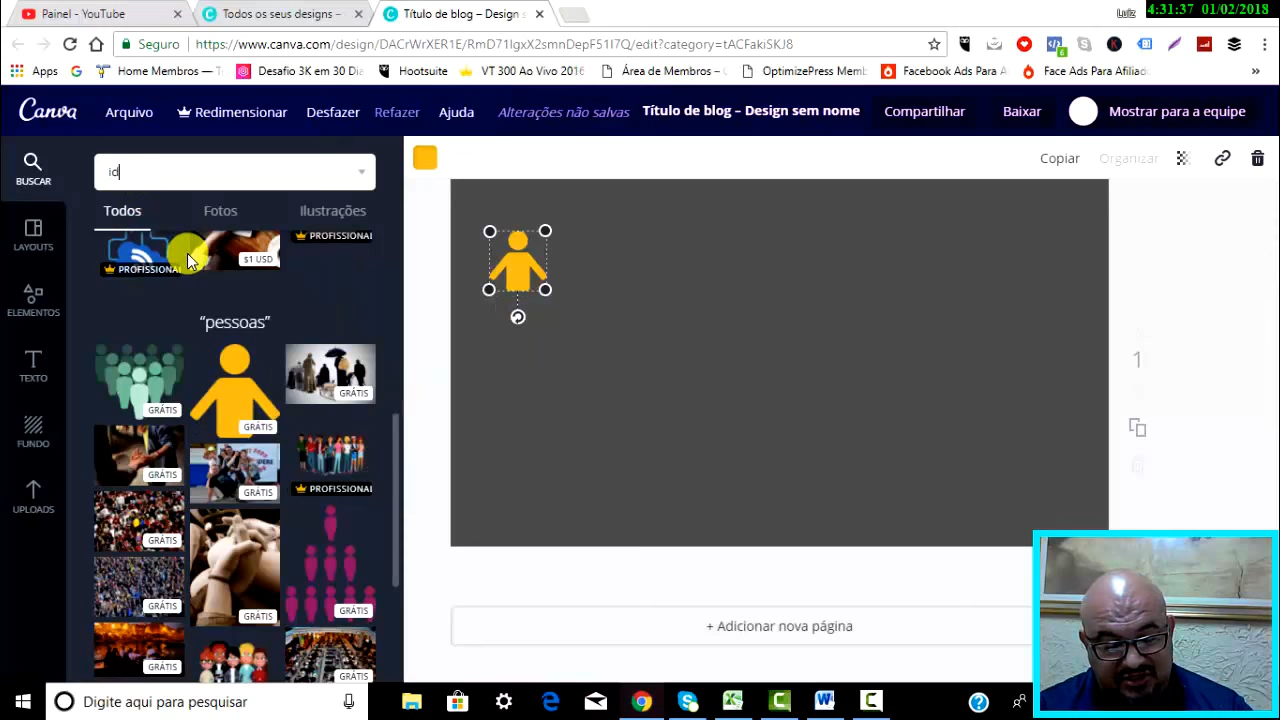 4:31:37 01/02/2018
Painel - YouTube
Todos os seus designs –
Título de blog – Design s
Luiz
Seguro
https://www.canva.com/design/DACrWrXER1E/RmD71IgxX2smnDepF51I7Q/edit?category=tACFakiSKJ8
Apps
Home Membros — T
Desafio 3K em 30 Dia
Hootsuite
VT 300 Ao Vivo 2016
Área de Membros –
OptimizePress Memb
Facebook Ads Para A
Face Ads Para Afiliad
»
Canva
Arquivo
Redimensionar
Desfazer
Refazer
Ajuda
Alterações não salvas
Título de blog – Design sem nome
Compartilhar
Baixar
Mostrar para a equipe
BUSCAR
id
Copiar
Organizar
Todos
Fotos
Ilustrações
LAYOUTS
PROFISSIONAL
$1 USD
PROFISSIONAL
ELEMENTOS
"pessoas"
TEXTO
GRÁTIS
GRÁTIS
GRÁTIS
1
FUNDO
GRÁTIS
GRÁTIS
PROFISSIONAL
UPLOADS
GRÁTIS
GRÁTIS
GRÁTIS
GRÁTIS
GRÁTIS
GRÁTIS
+ Adicionar nova página
Digite aqui para pesquisar